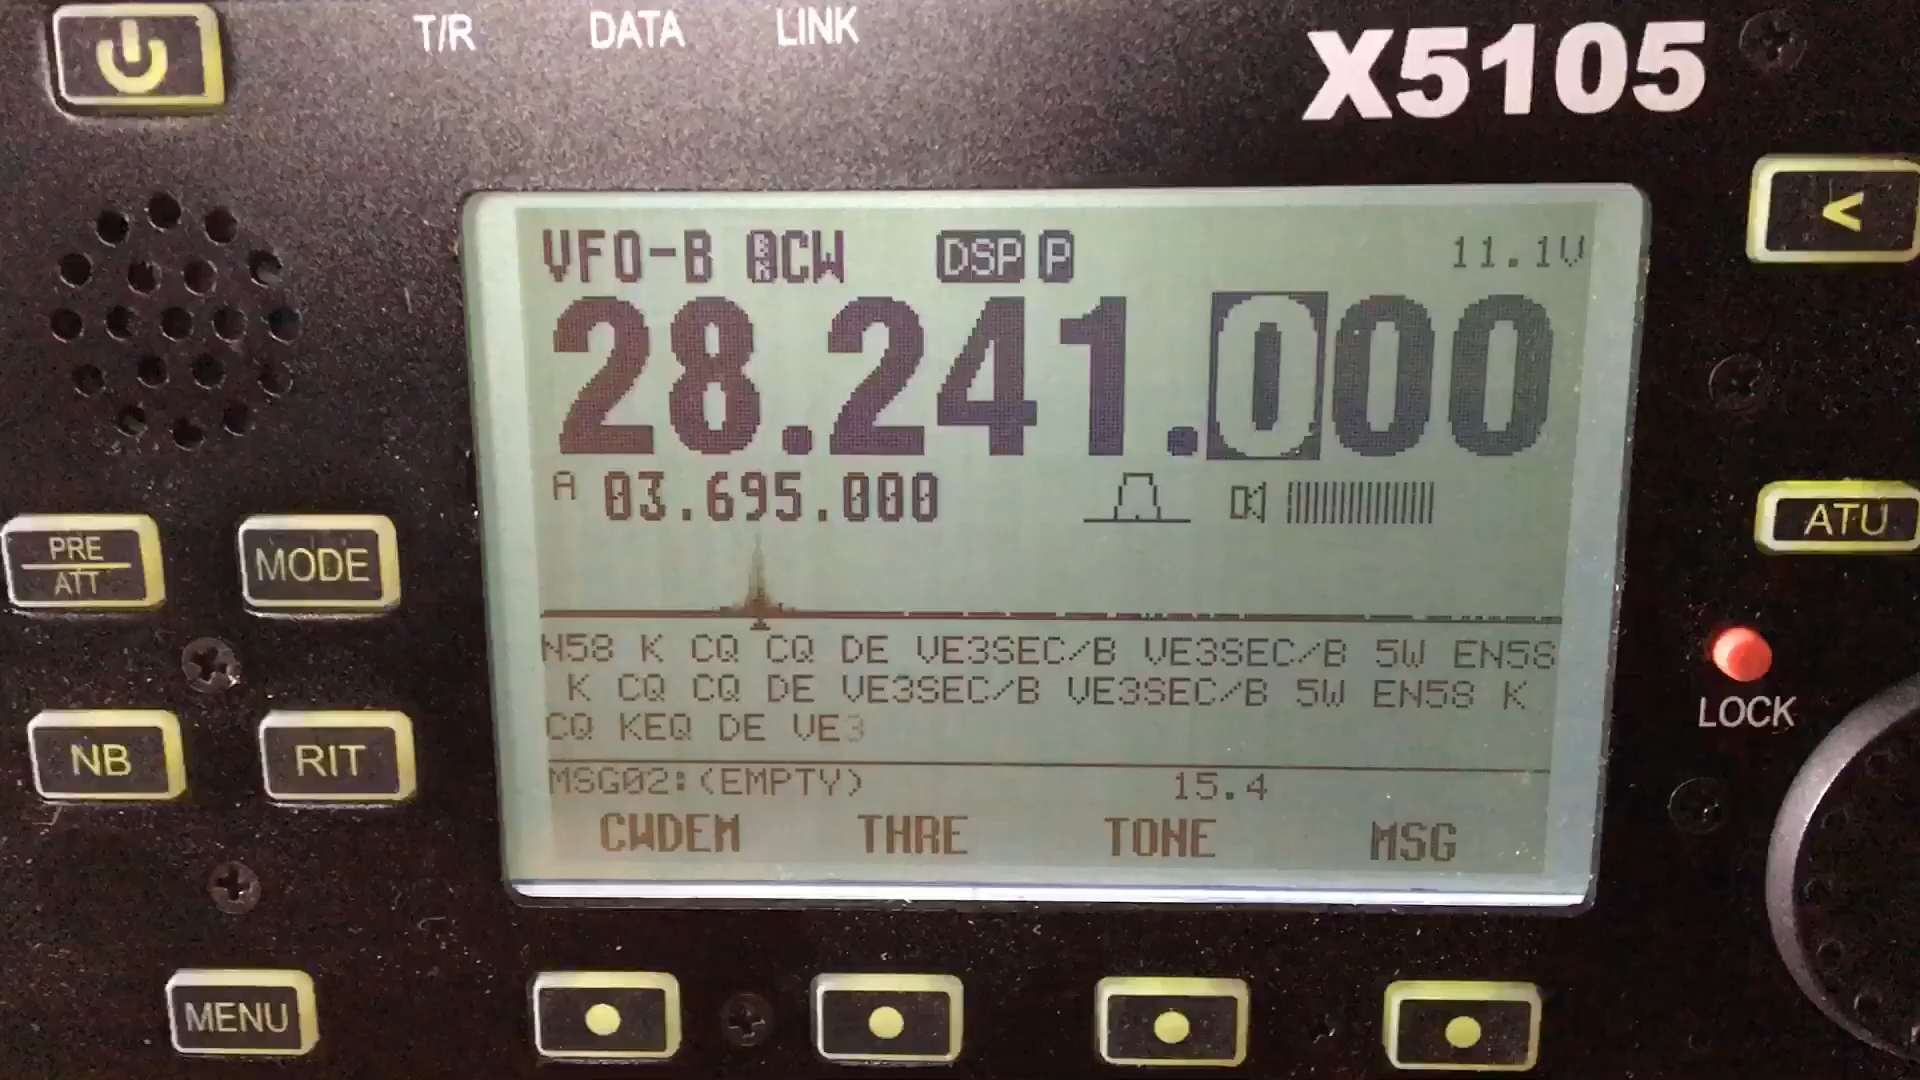 T/R DATA LINK
X5105
<
VFO-B BK CW DSP P 11.1V
28.241.000
A 03.695.000
PRE
ATT
MODE
ATU
N58 K CQ CQ DE VE3SEC/B VE3SEC/B 5W EN58
K CQ CQ DE VE3SEC/B VE3SEC/B 5W EN58 K
CQ KEQ DE VE3
LOCK
NB RIT
MSG02:(EMPTY) 15.4
CWDEM THRE TONE MSG
MENU